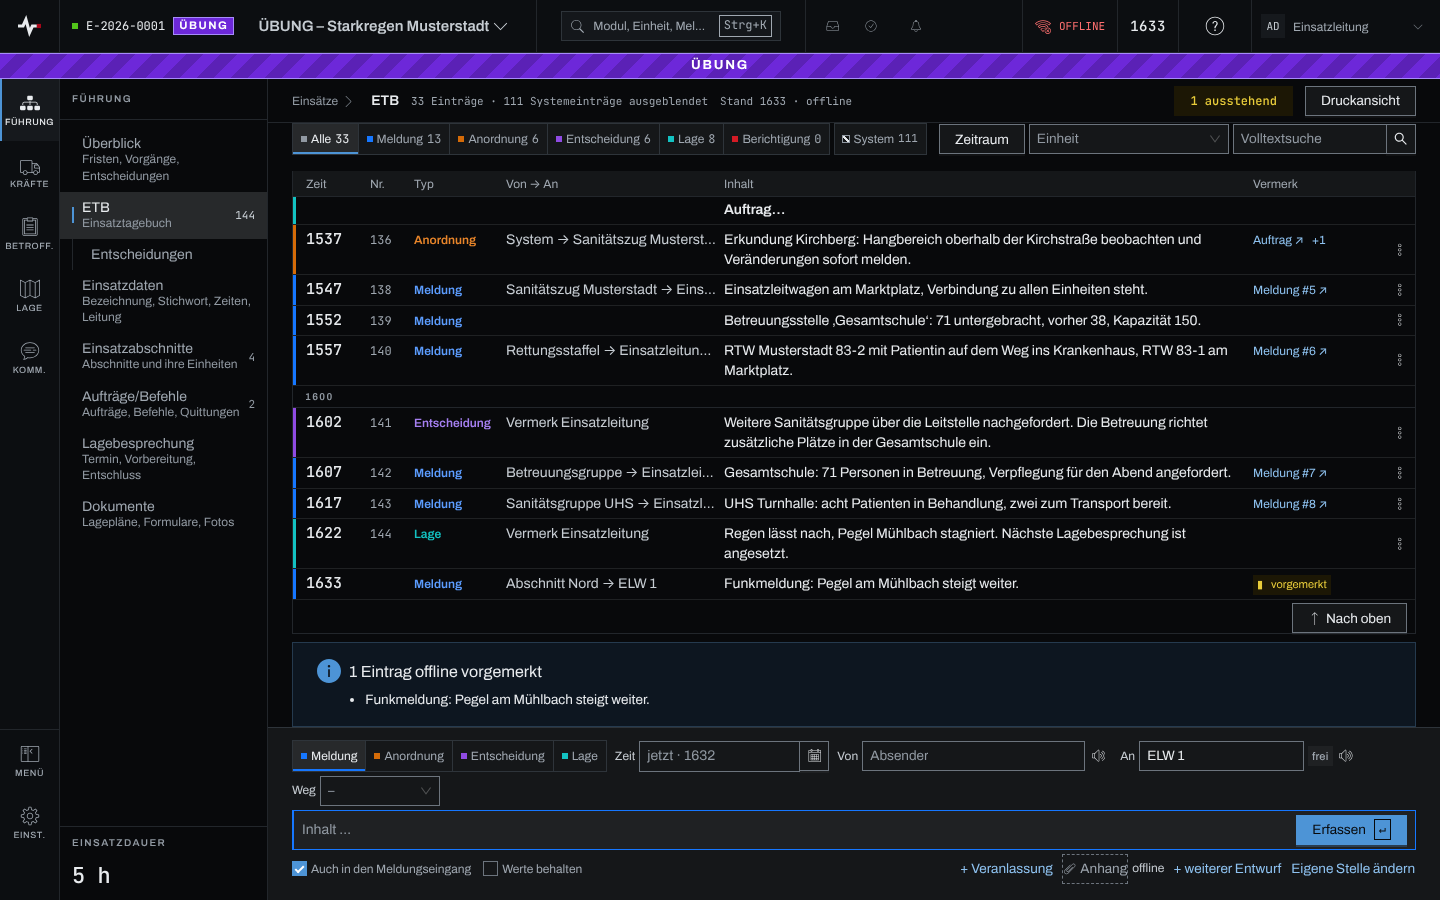 E-2026-0001 ÜBUNG ÜBUNG – Starkregen Musterstadt Modul, Einheit, Mel... Strg+K OFFLINE 1633 ? AD Einsatzleitung
ÜBUNG
FÜHRUNG
KRÄFTE
BETROFF.
LAGE
KOMM.
MENÜ
EINST.
FÜHRUNG
Überblick
Fristen, Vorgänge,
Entscheidungen
ETB
Einsatztagebuch
144
Entscheidungen
Einsatzdaten
Bezeichnung, Stichwort, Zeiten,
Leitung
Einsatzabschnitte
Abschnitte und ihre Einheiten
4
Aufträge/Befehle
Aufträge, Befehle, Quittungen
2
Lagebesprechung
Termin, Vorbereitung,
Entschluss
Dokumente
Lagepläne, Formulare, Fotos
EINSATZDAUER
5 h
Einsätze ETB 33 Einträge · 111 Systemeinträge ausgeblendet Stand 1633 · offline 1 ausstehend Druckansicht
Alle 33 Meldung 13 Anordnung 6 Entscheidung 6 Lage 8 Berichtigung 0 System 111 Zeitraum Einheit Volltextsuche
Zeit Nr. Typ Von → An Inhalt Vermerk
Auftrag...
1537 136 Anordnung System → Sanitätszug Musterst... Erkundung Kirchberg: Hangbereich oberhalb der Kirchstraße beobachten und Auftrag ↗ +1
Veränderungen sofort melden.
1547 138 Meldung Sanitätszug Musterstadt → Eins... Einsatzleitwagen am Marktplatz, Verbindung zu allen Einheiten steht. Meldung #5 ↗
1552 139 Meldung Betreuungsstelle ‚Gesamtschule‘: 71 untergebracht, vorher 38, Kapazität 150.
1557 140 Meldung Rettungsstaffel → Einsatzleitun... RTW Musterstadt 83-2 mit Patientin auf dem Weg ins Krankenhaus, RTW 83-1 am Meldung #6 ↗
Marktplatz.
1600
1602 141 Entscheidung Vermerk Einsatzleitung Weitere Sanitätsgruppe über die Leitstelle nachgefordert. Die Betreuung richtet
zusätzliche Plätze in der Gesamtschule ein.
1607 142 Meldung Betreuungsgruppe → Einsatzlei... Gesamtschule: 71 Personen in Betreuung, Verpflegung für den Abend angefordert. Meldung #7 ↗
1617 143 Meldung Sanitätsgruppe UHS → Einsatzl... UHS Turnhalle: acht Patienten in Behandlung, zwei zum Transport bereit. Meldung #8 ↗
1622 144 Lage Vermerk Einsatzleitung Regen lässt nach, Pegel Mühlbach stagniert. Nächste Lagebesprechung ist
angesetzt.
1633 Meldung Abschnitt Nord → ELW 1 Funkmeldung: Pegel am Mühlbach steigt weiter. vorgemerkt
↑ Nach oben
1 Eintrag offline vorgemerkt
• Funkmeldung: Pegel am Mühlbach steigt weiter.
Meldung Anordnung Entscheidung Lage Zeit jetzt · 1632 Von Absender An ELW 1 frei
Weg –
Inhalt ... Erfassen ↵
Auch in den Meldungseingang Werte behalten + Veranlassung Anhang offline + weiterer Entwurf Eigene Stelle ändern